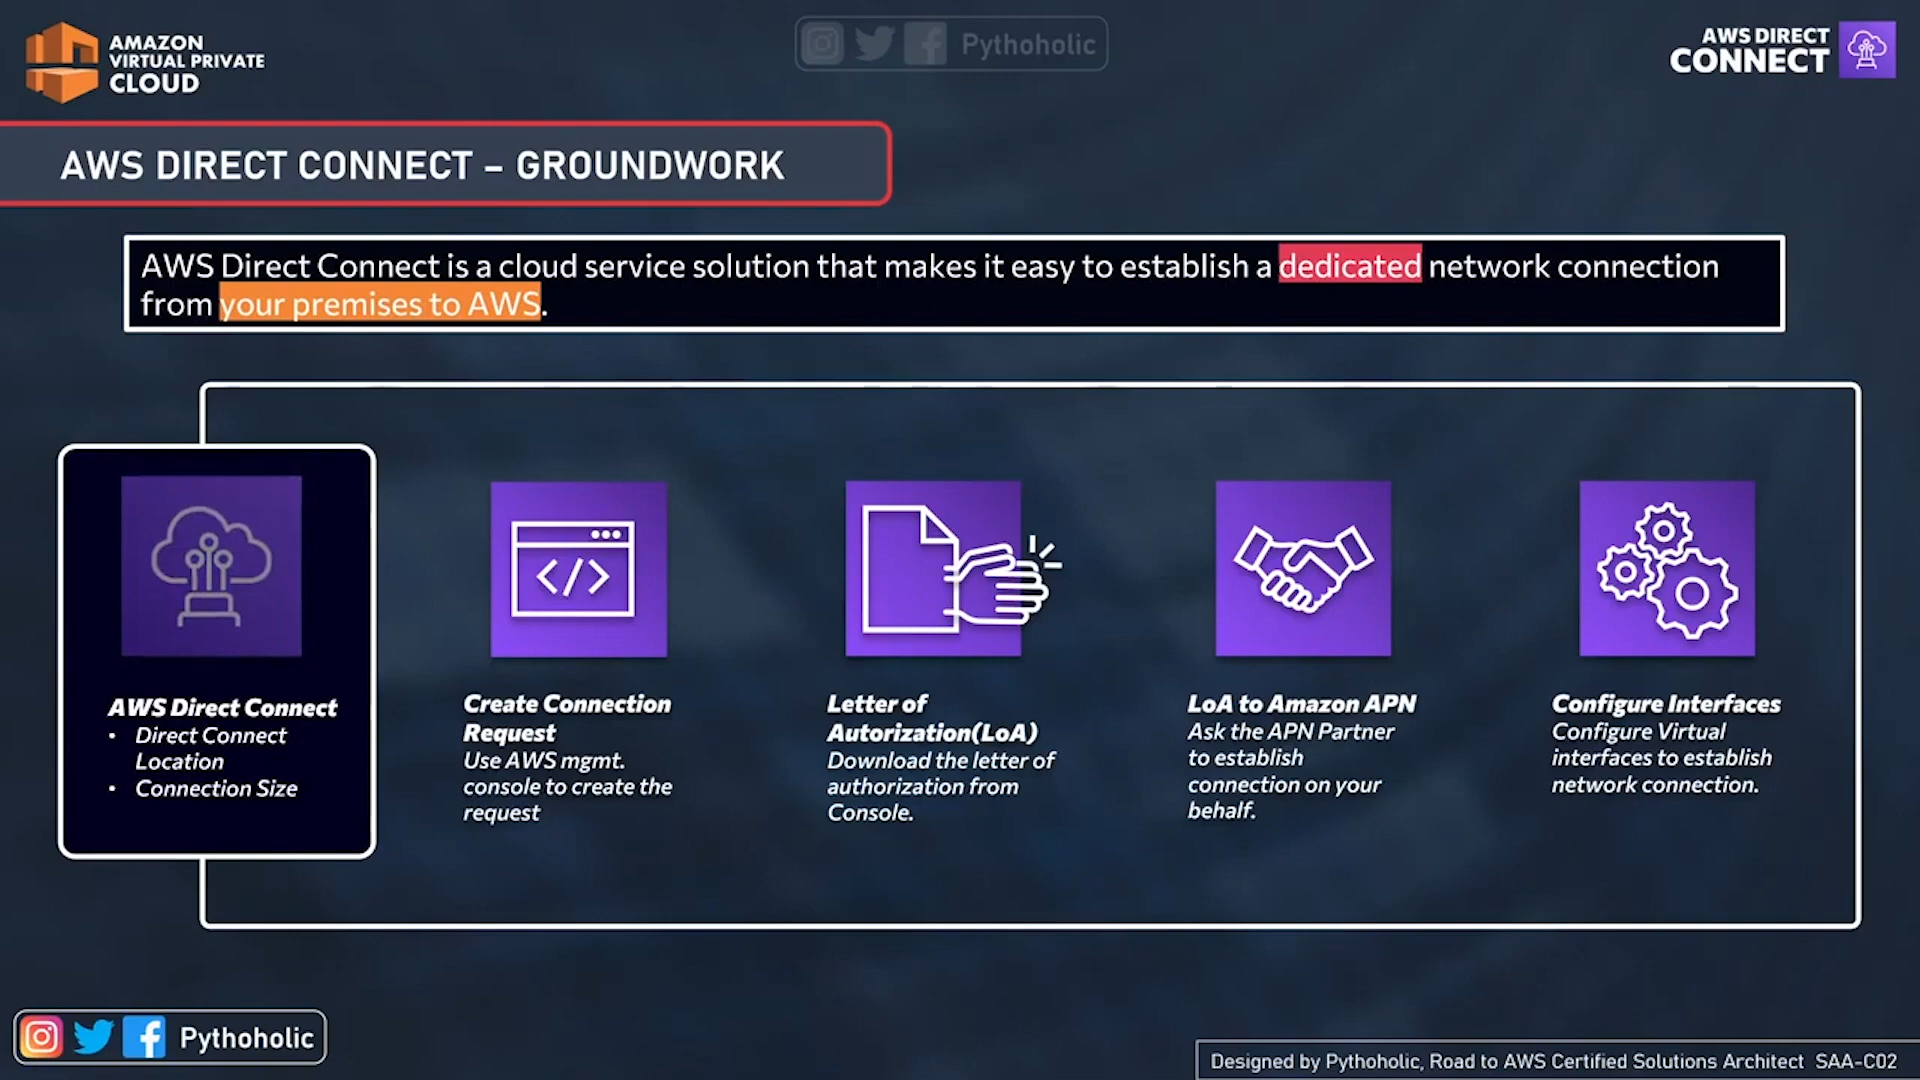 AMAZON
VIRTUAL PRIVATE
CLOUD
Pythoholic
AWS DIRECT
CONNECT
AWS DIRECT CONNECT – GROUNDWORK
AWS Direct Connect is a cloud service solution that makes it easy to establish a dedicated network connection
from your premises to AWS.
AWS Direct Connect
• Direct Connect
Location
• Connection Size
Create Connection
Request
Use AWS mgmt.
console to create the
request
Letter of
Autorization(LoA)
Download the letter of
authorization from
Console.
LoA to Amazon APN
Ask the APN Partner
to establish
connection on your
behalf.
Configure Interfaces
Configure Virtual
interfaces to establish
network connection.
Pythoholic
Designed by Pythoholic, Road to AWS Certified Solutions Architect SAA-C02